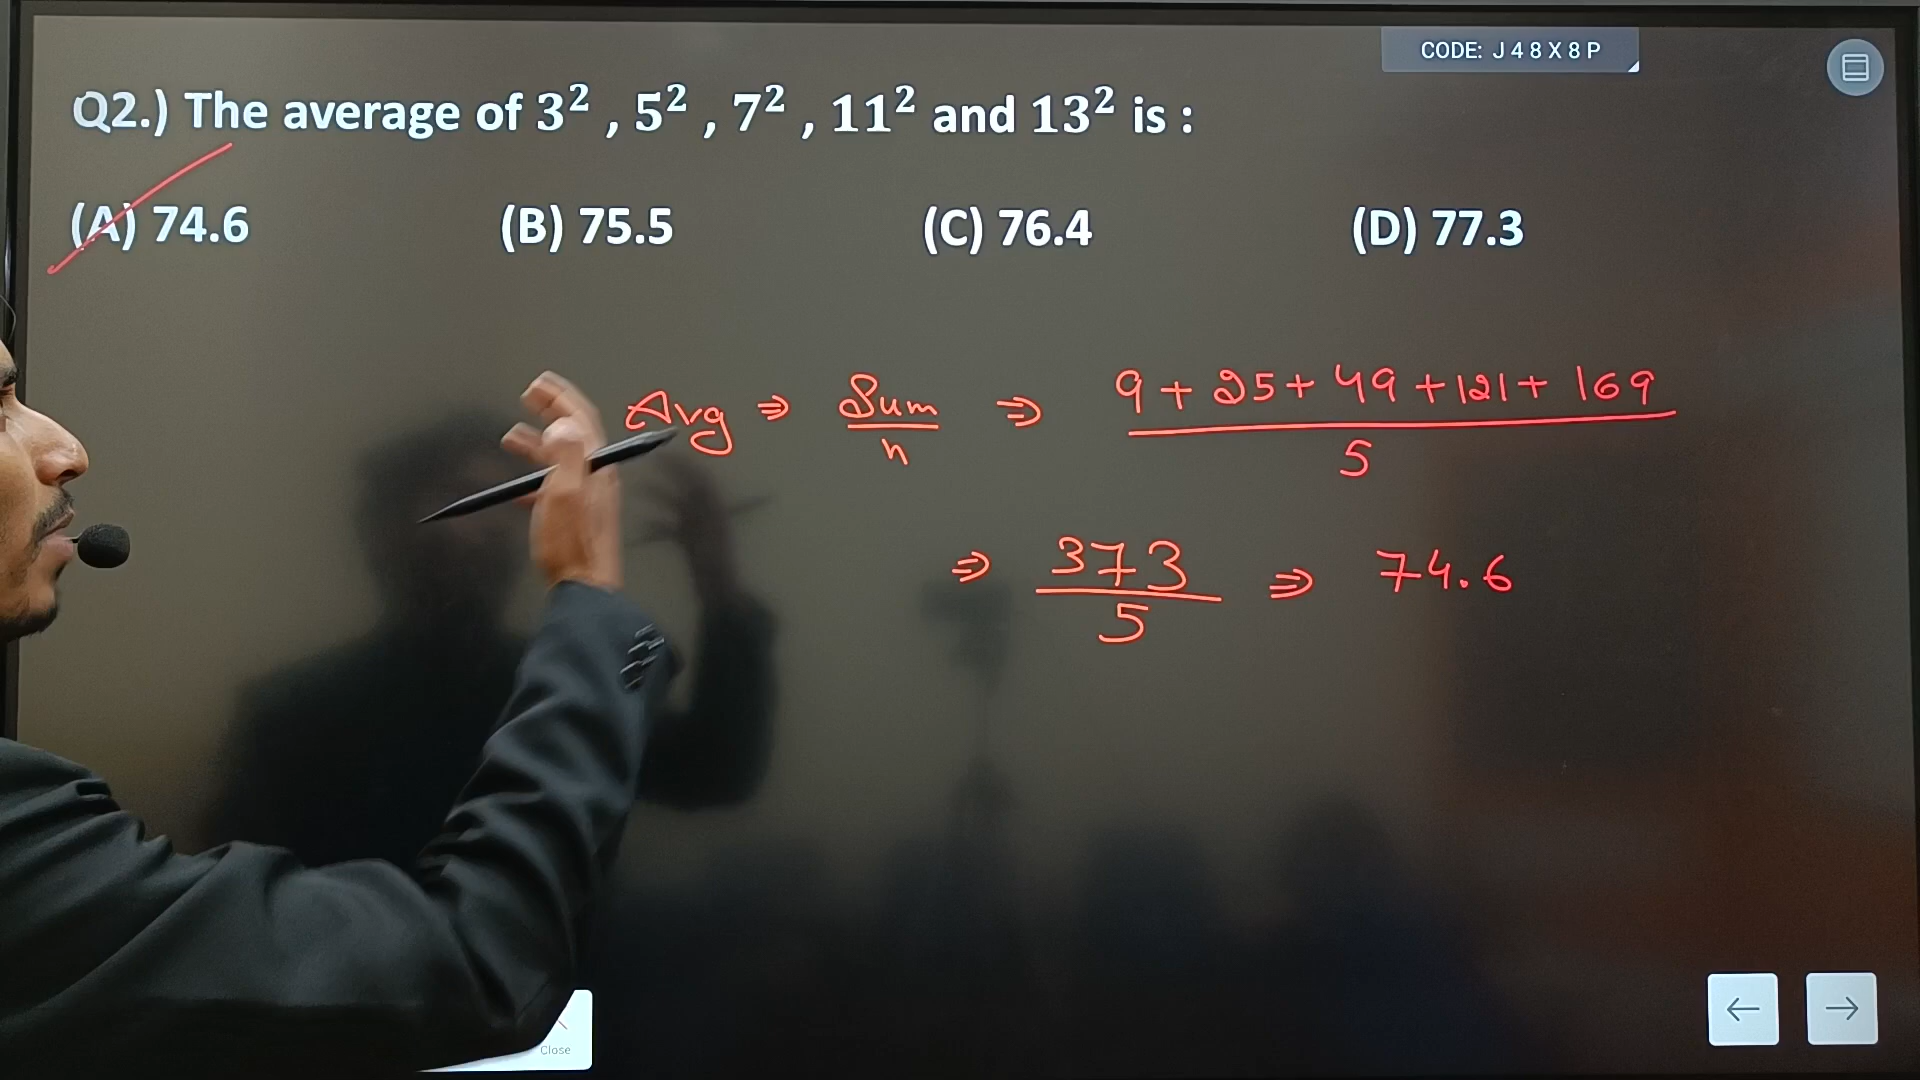 CODE: J 4 8 X 8 P
Q2.) The average of 3² , 5² , 7² , 11² and 13² is :
(A) 74.6 (B) 75.5 (C) 76.4 (D) 77.3
Avg ⇒ Sum/n ⇒ 9 + 25 + 49 + 121 + 169 / 5
⇒ 373/5 ⇒ 74.6
Close